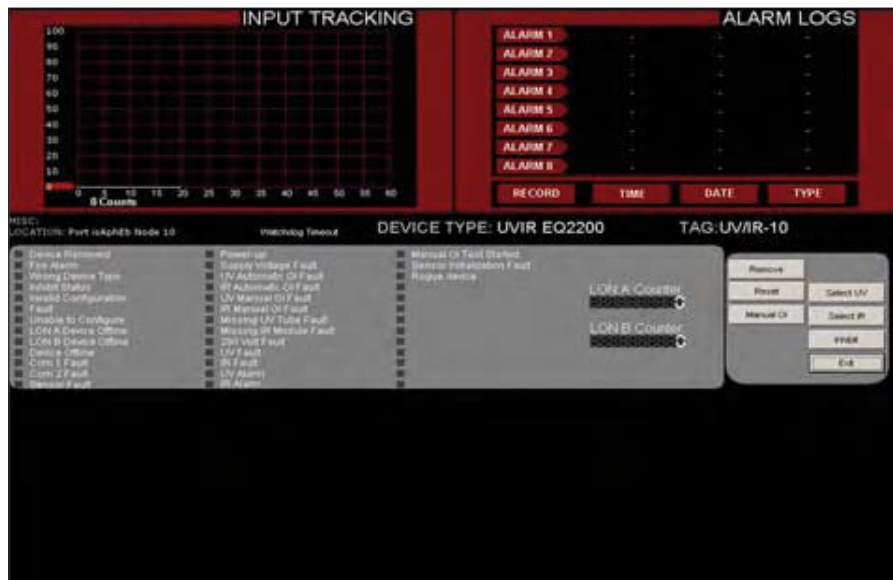 INPUT TRACKING
100
90
80
70
60
50
40
30
20
10
0 5 10 15 20 25 30 35 40 45 50 55 60
0 Counts
ALARM LOGS
ALARM 1
ALARM 2
ALARM 3
ALARM 4
ALARM 5
ALARM 6
ALARM 7
ALARM 8
RECORD TIME DATE TYPE
MISC:
LOCATION: Port Node 10
Watchdog Timeout
DEVICE TYPE: UVIR EQ2200
TAG:UV/IR-10
Device Removed
Fire Alarm
Wrong Device Type
Inhibit Status
Invalid Configuration
Fault
Unable to Configure
LON A Device Offline
LON B Device Offline
Device Offline
Com 1 Fault
Com 2 Fault
Sensor Fault
Power-up
Supply Voltage Fault
UV Automatic OI Fault
IR Automatic OI Fault
UV Manual OI Fault
IR Manual OI Fault
Missing UV Tube Fault
Missing IR Module Fault
290 Volt Fault
UV Fault
IR Fault
UV Alarm
IR Alarm
Manual OI Test Started
Sensor Initialization Fault
Rogue device
LON A Counter
LON B Counter
Remove
Reset
Manual OI
Select UV
Select IR
Inhibit
Exit